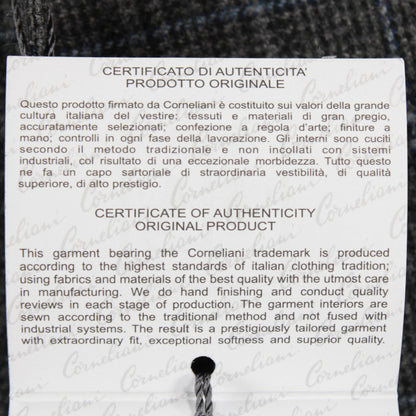 CERTIFICATO DI AUTENTICITA'
PRODOTTO ORIGINALE
Questo prodotto firmato da Corneliani è costituito sui valori della grande
cultura italiana del vestire: tessuti e materiali di gran pregio,
accuratamente selezionati; confezione a regola d'arte; finiture a
mano; controlli in ogni fase della lavorazione. Gli interni sono cuciti
secondo il metodo tradizionale e non incollati con sistemi
industriali, col risultato di una eccezionale morbidezza. Tutto questo
ne fa un capo sartoriale di straordinaria vestibilità, di qualità
superiore, di alto prestigio.
CERTIFICATE OF AUTHENTICITY
ORIGINAL PRODUCT
This garment bearing the Corneliani trademark is produced
according to the highest standards of italian clothing tradition;
using fabrics and materials of the best quality with the utmost care
in manufacturing. We do hand finishing and conduct quality
reviews in each stage of production. The garment interiors are
sewn according to the traditional method and not fused with
industrial systems. The result is a prestigiously tailored garment
with extraordinary fit, exceptional softness and superior quality.
Corneliani